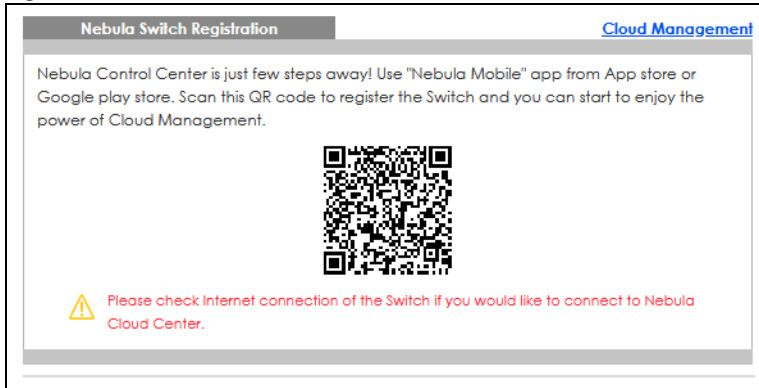 Nebula Switch Registration
Cloud Management
Nebula Control Center is just few steps away! Use "Nebula Mobile" app from App store or
Google play store. Scan this QR code to register the Switch and you can start to enjoy the
power of Cloud Management.
Please check Internet connection of the Switch if you would like to connect to Nebula
Cloud Center.